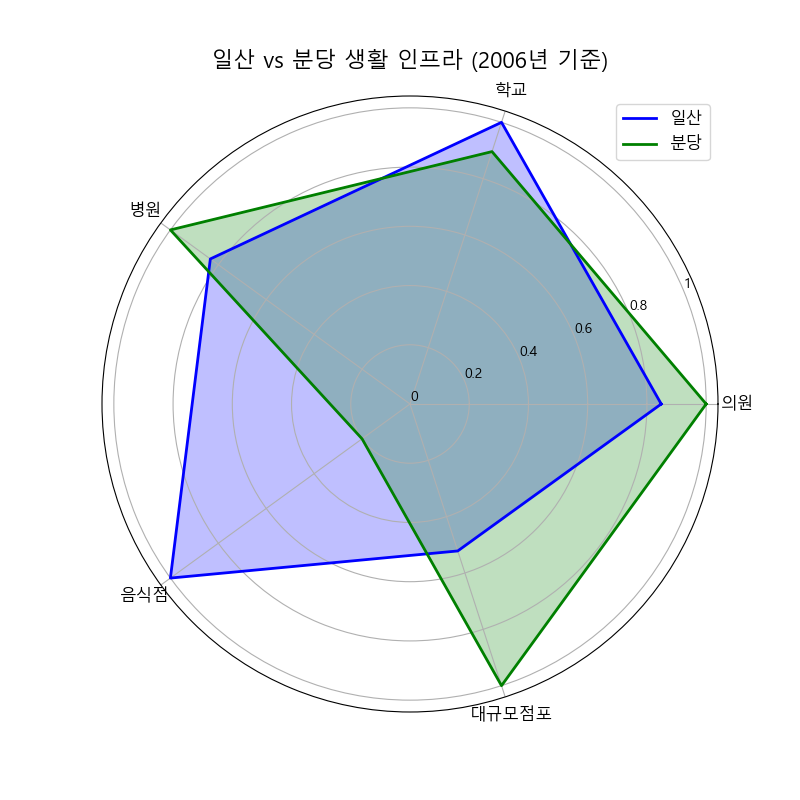 일산 vs 분당 생활 인프라 (2006년 기준)
학교
일산
분당
병원
1
0.8
0.6
0.4
0.2
0
의원
음식점
대규모점포